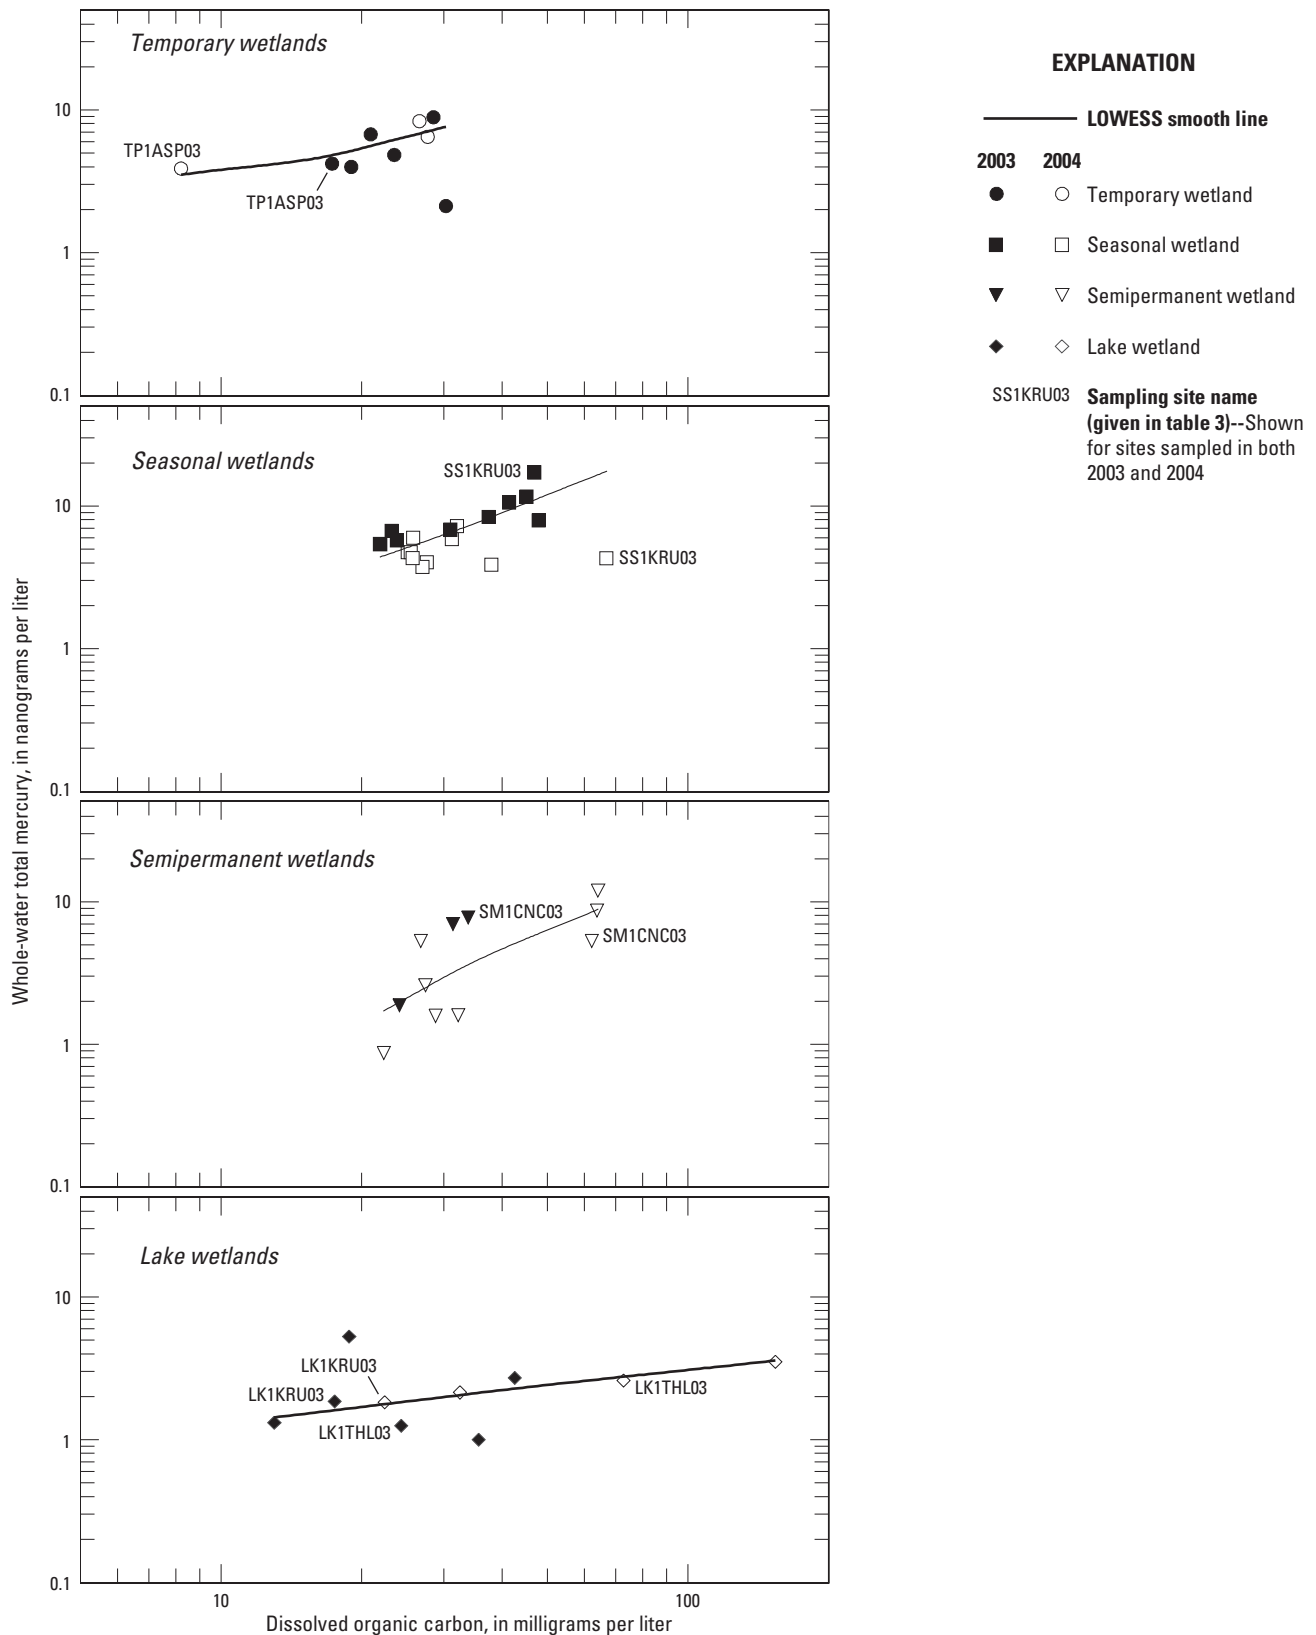 Temporary wetlands
10
TP1ASP03
TP1ASP03
1
0.1
Seasonal wetlands
SS1KRU03
10
SS1KRU03
1
0.1
Semipermanent wetlands
10
SM1CNC03
SM1CNC03
1
0.1
Lake wetlands
10
LK1KRU03
LK1KRU03
LK1THL03
LK1THL03
1
0.1
10
100
Dissolved organic carbon, in milligrams per liter
Whole-water total mercury, in nanograms per liter
EXPLANATION
LOWESS smooth line
2003 2004
Temporary wetland
Seasonal wetland
Semipermanent wetland
Lake wetland
SS1KRU03 Sampling site name
(given in table 3)--Shown
for sites sampled in both
2003 and 2004